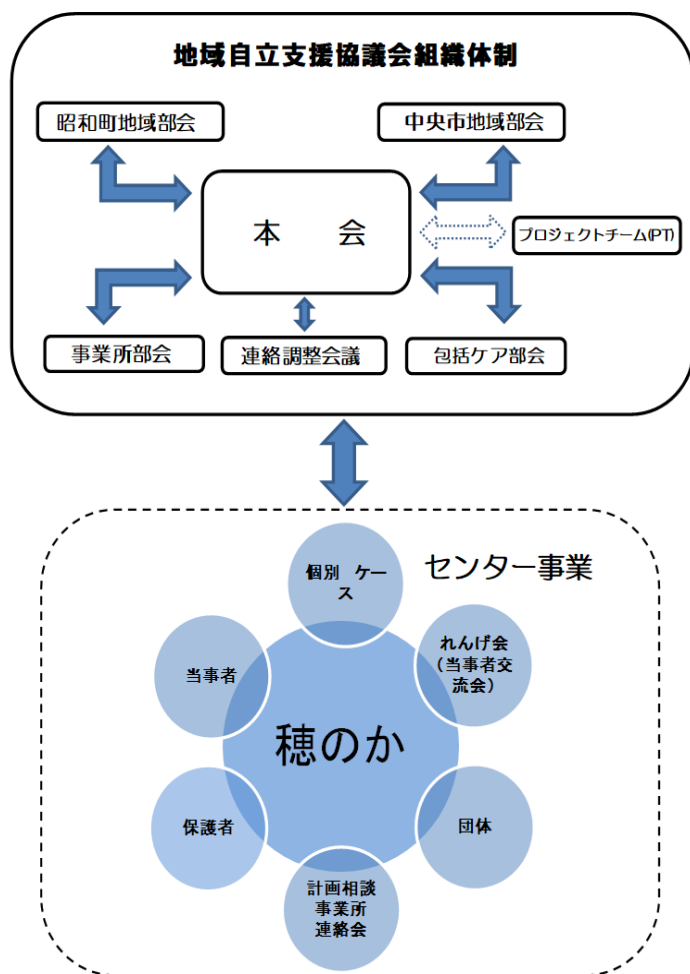 地域自立支援協議会組織体制
昭和町地域部会
中央市地域部会
本　会
プロジェクトチーム(PT)
事業所部会
連絡調整会議
包括ケア部会
センター事業
個別　ケー
ス
れんげ会
（当事者交
流会）
当事者
穂のか
保護者
団体
計画相談
事業所
連絡会